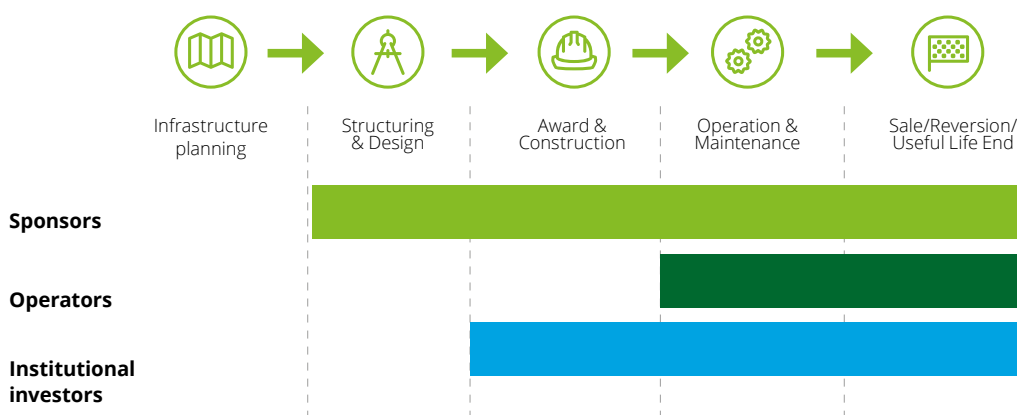 Infrastructure
planning
Structuring
& Design
Award &
Construction
Operation &
Maintenance
Sale/Reversion/
Useful Life End
Sponsors
Operators
Institutional
investors